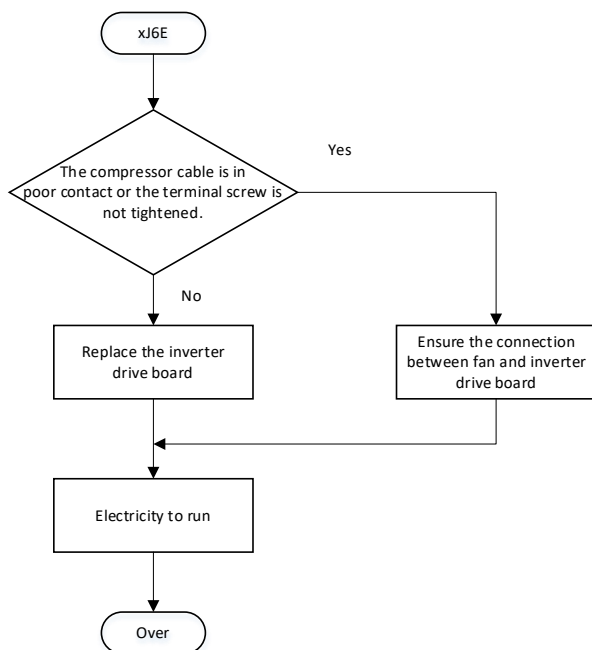 xJ6E
The compressor cable is in
poor contact or the terminal screw is
not tightened.
Yes
No
Replace the inverter
drive board
Ensure the connection
between fan and inverter
drive board
Electricity to run
Over